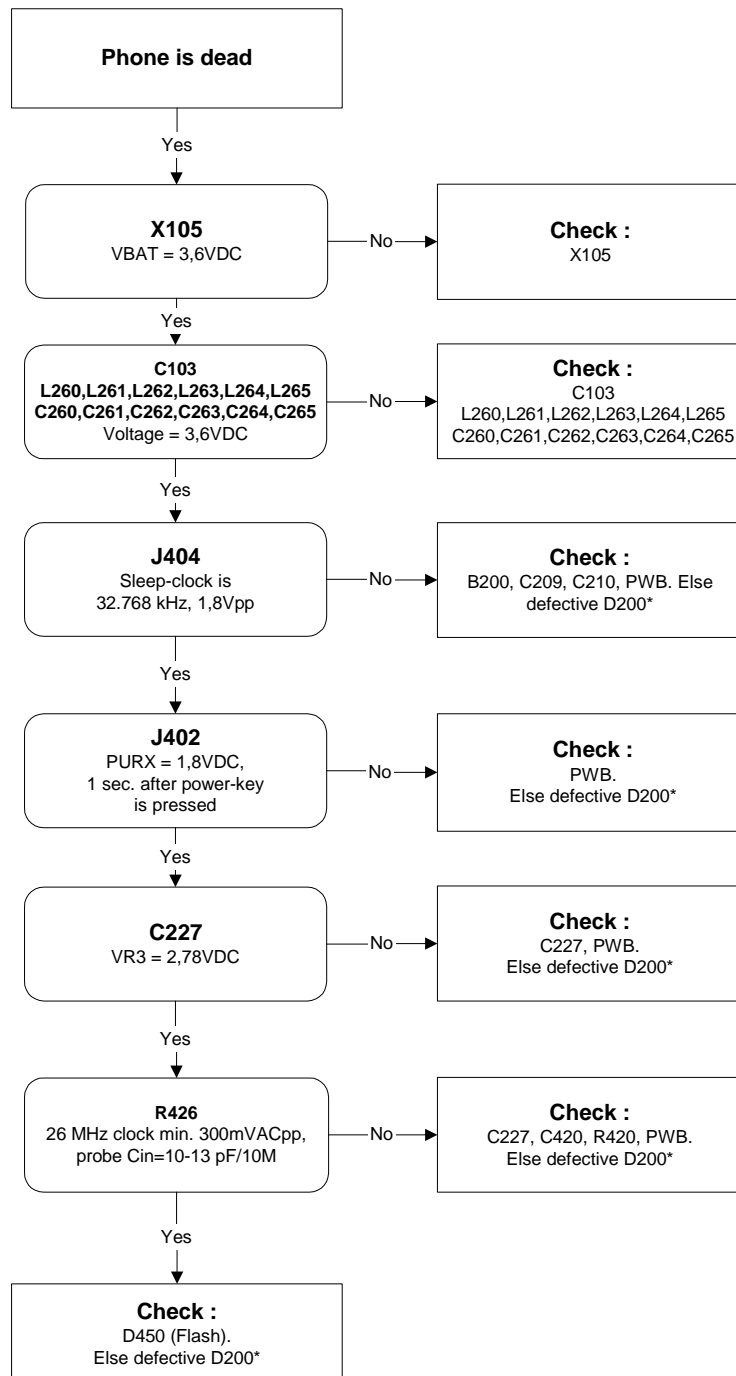 Phone is dead
Yes
X105
VBAT = 3,6VDC
No
Check :
X105
Yes
C103
L260,L261,L262,L263,L264,L265
C260,C261,C262,C263,C264,C265
Voltage = 3,6VDC
No
Check :
C103
L260,L261,L262,L263,L264,L265
C260,C261,C262,C263,C264,C265
Yes
J404
Sleep-clock is
32.768 kHz, 1,8Vpp
No
Check :
B200, C209, C210, PWB. Else
defective D200*
Yes
J402
PURX = 1,8VDC,
1 sec. after power-key
is pressed
No
Check :
PWB.
Else defective D200*
Yes
C227
VR3 = 2,78VDC
No
Check :
C227, PWB.
Else defective D200*
Yes
R426
26 MHz clock min. 300mVACpp,
probe Cin=10-13 pF/10M
No
Check :
C227, C420, R420, PWB.
Else defective D200*
Yes
Check :
D450 (Flash).
Else defective D200*